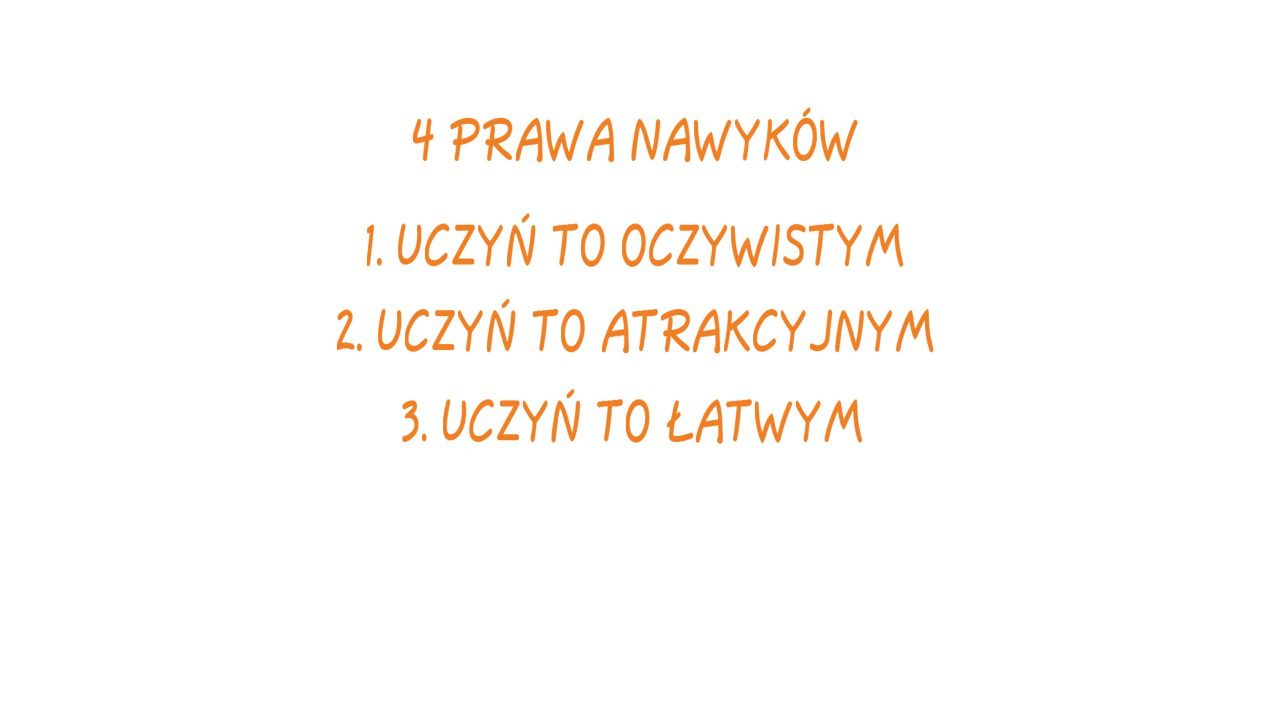 4 PRAWA NAWYKÓW
1. UCZYŃ TO OCZYWISTYM
2. UCZYŃ TO ATRAKCYJNYM
3. UCZYŃ TO ŁATWYM